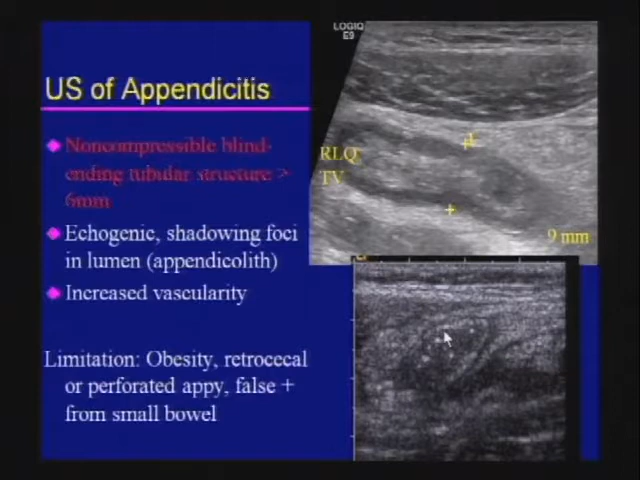 US of Appendicitis
Noncompressible blind-
ending tubular structure >
6mm
Echogenic, shadowing foci
in lumen (appendicolith)
Increased vascularity
Limitation: Obesity, retrocecal
or perforated appy, false +
from small bowel
LOGIQ
E9
RLQ
TV
9 mm